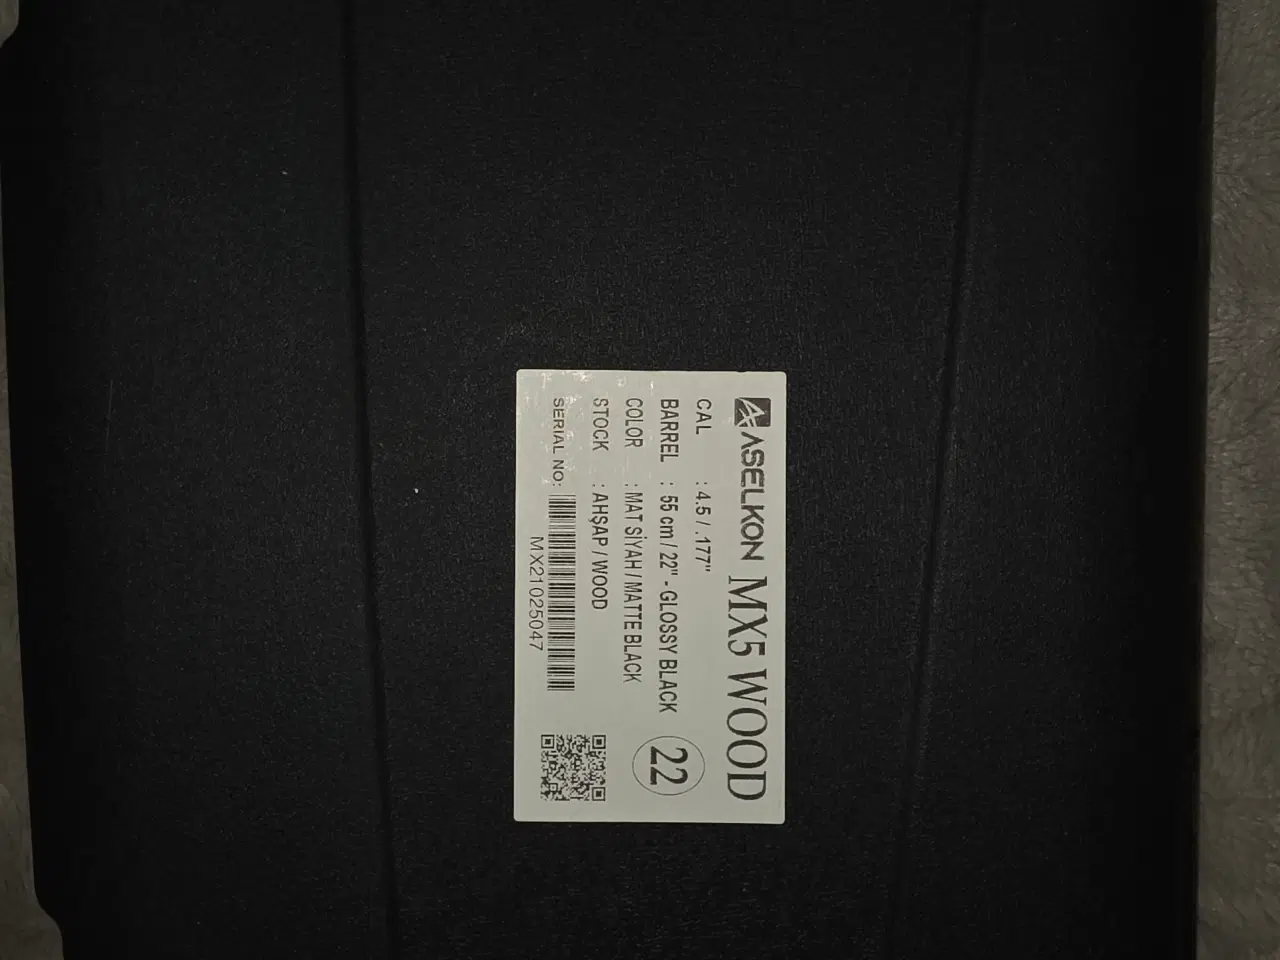 ASELKON MX5 WOOD
CAL : 4.5 / .177"
BARREL : 55 cm / 22" - GLOSSY BLACK
COLOR : MAT SİYAH / MATTE BLACK
STOCK : AHŞAP / WOOD
22
SERIAL NO:
MX21025047